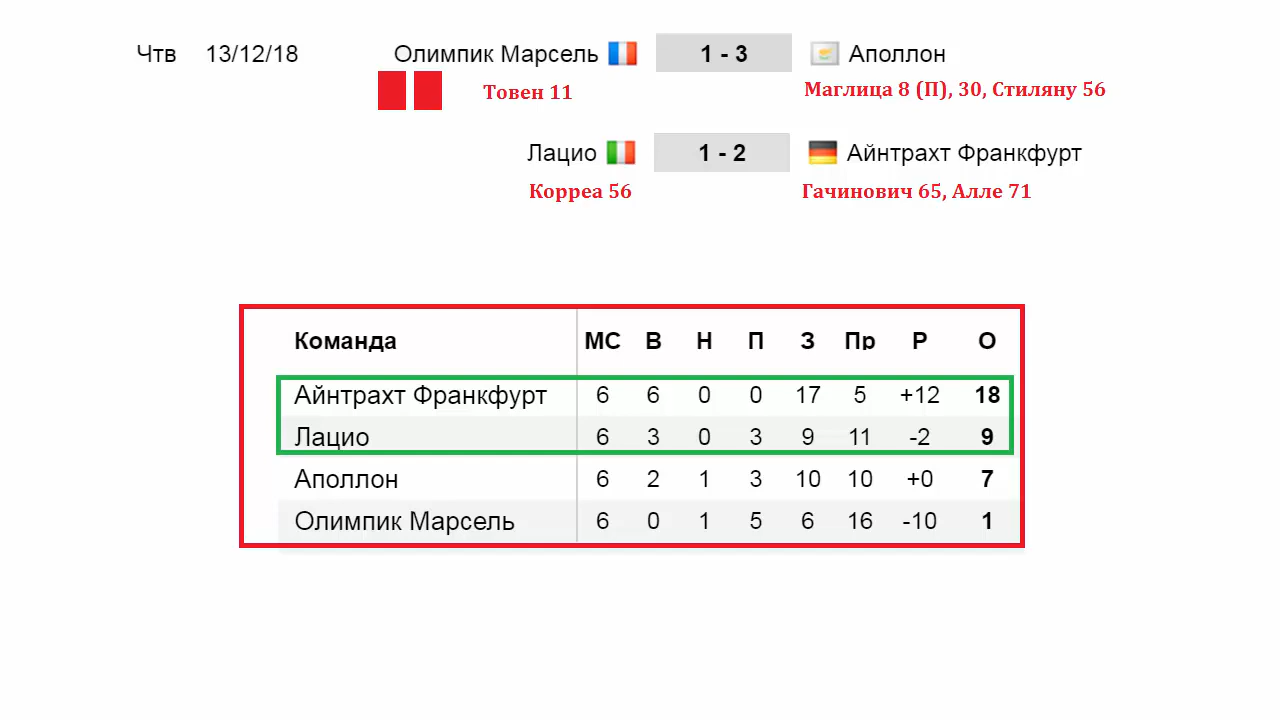 Чтв 13/12/18 Олимпик Марсель 1 - 3 Аполлон
Товен 11 Маглица 8 (П), 30, Стиляну 56
Лацио 1 - 2 Айнтрахт Франкфурт
Корреа 56 Гачинович 65, Алле 71
Команда МС В Н П З Пр Р О
Айнтрахт Франкфурт 6 6 0 0 17 5 +12 18
Лацио 6 3 0 3 9 11 -2 9
Аполлон 6 2 1 3 10 10 +0 7
Олимпик Марсель 6 0 1 5 6 16 -10 1